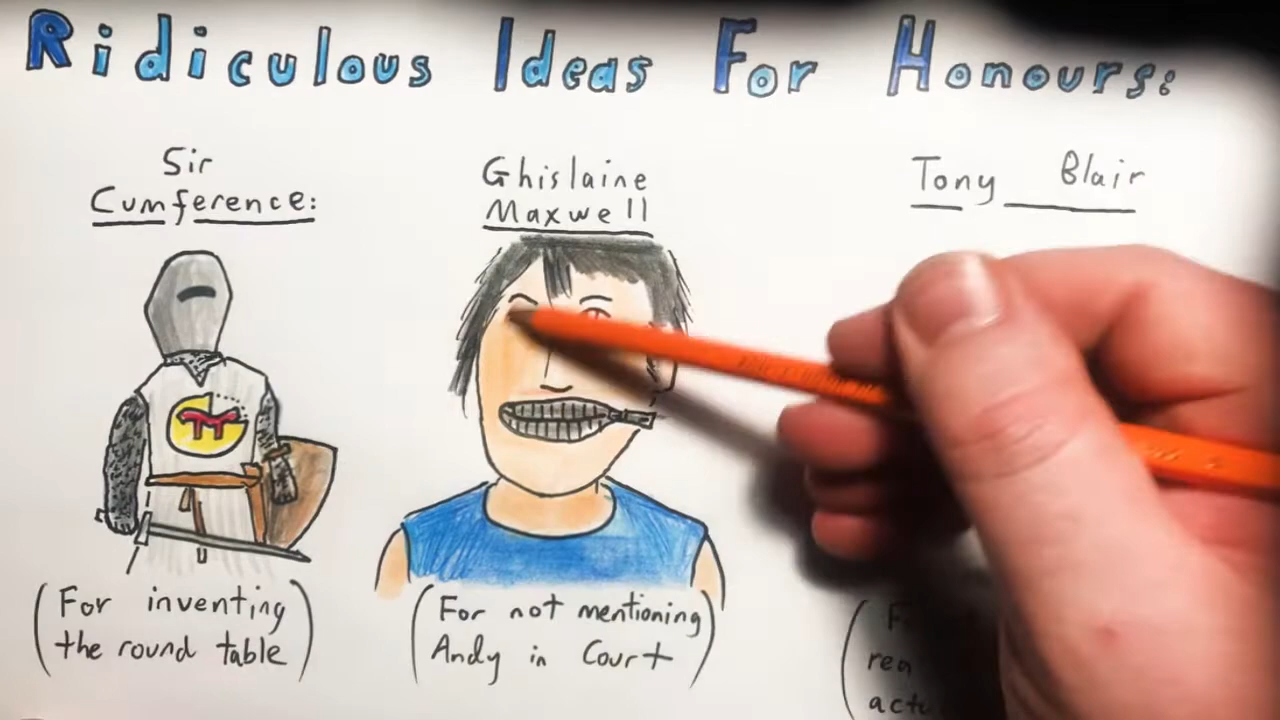 Ridiculous Ideas For Honours:
Sir
Cumference:
(For inventing
the round table)
Ghislaine
Maxwell
(For not mentioning
Andy in Court)
Tony Blair